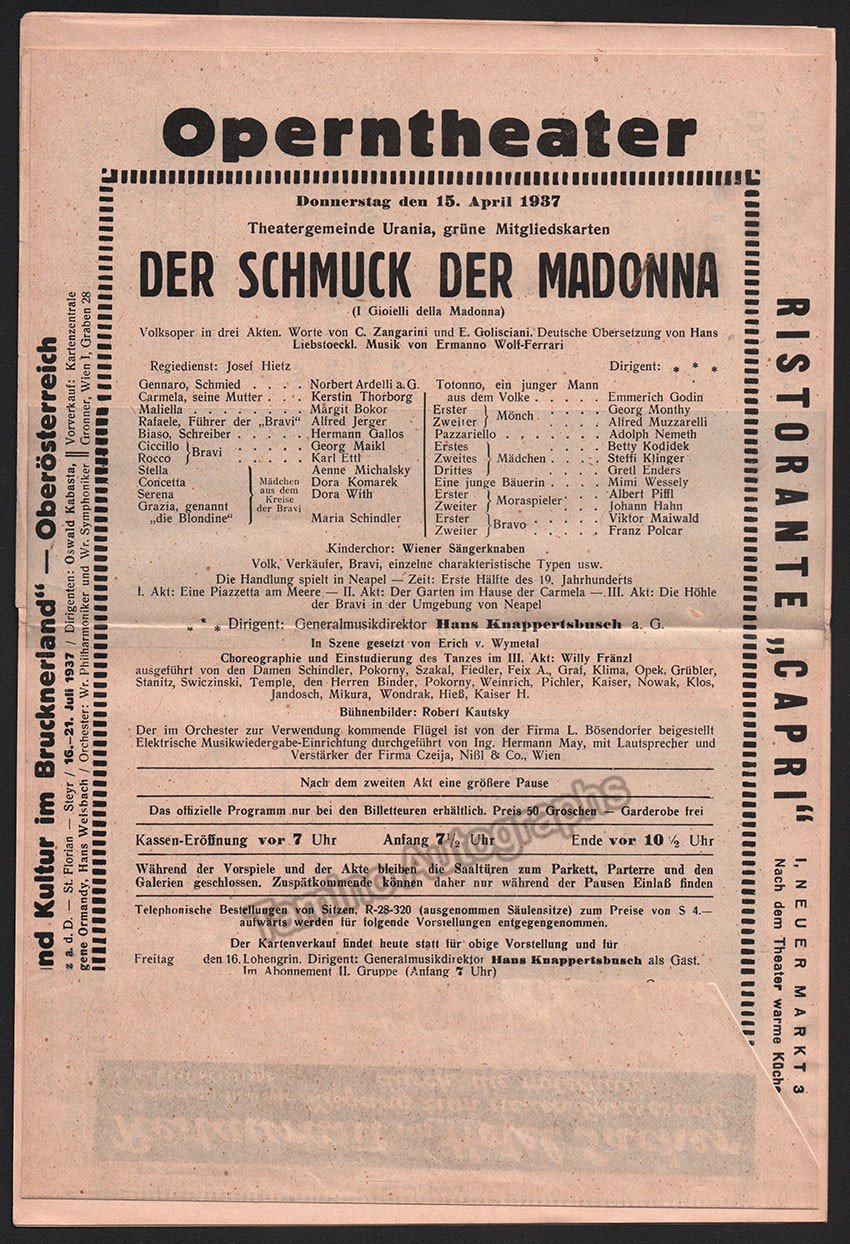 Operntheater
Donnerstag den 15. April 1937
Theatergemeinde Urania, grüne Mitgliedskarten
DER SCHMUCK DER MADONNA
(I Gioielli della Madonna)
Volksoper in drei Akten. Worte von C. Zangarini und E. Golisciani. Deutsche Übersetzung von Hans
Liebstoeckl. Musik von Ermanno Wolf-Ferrari
Regiedienst: Josef Hietz
Dirigent: * * *
Gennaro, Schmied . . . . Norbert Ardelli a. G.
Carmela, seine Mutter . . . Kerstin Thorborg
Maliella . . . . . . . . Margit Bokor
Rafaele, Führer der „Bravi“ Alfred Jerger
Biaso, Schreiber . . . . . Hermann Gallos
Ciccillo } Bravi . . . . . . Georg Maikl
Rocco } Karl Ettl
Stella Aenne Michalsky
Concetta Dora Komarek
Serena Dora With
Grazia, genannt
„die Blondine“ Maria Schindler
Mädchen
aus dem
Kreise
der Bravi
Totonno, ein junger Mann
aus dem Volke . . . . . Emmerich Godin
Erster } Mönch . . . . . . Georg Monthy
Zweiter } Alfred Muzzarelli
Pazzariello . . . . . . . Adolph Nemeth
Erstes Betty Kodidek
Zweites } Mädchen . . . . . Steffi Klinger
Drittes Gretl Enders
Eine junge Bäuerin . . . . Mimi Wessely
Erster } Moraspieler . . . . Albert Piffl
Zweiter } Johann Hahn
Erster } Bravo . . . . . . Viktor Maiwald
Zweiter } Franz Polcar
Kinderchor: Wiener Sängerknaben
Volk, Verkäufer, Bravi, einzelne charakteristische Typen usw.
Die Handlung spielt in Neapel — Zeit: Erste Hälfte des 19. Jahrhunderts
I. Akt: Eine Piazzetta am Meere — II. Akt: Der Garten im Hause der Carmela — III. Akt: Die Höhle
der Bravi in der Umgebung von Neapel
* * * Dirigent: Generalmusikdirektor Hans Knappertsbusch a. G.
In Szene gesetzt von Erich v. Wymetal
Choreographie und Einstudierung des Tanzes im III. Akt: Willy Fränzl
ausgeführt von den Damen Schindler, Pokorny, Szakal, Fiedler, Feix A., Graf, Klima, Opek, Grübler,
Stanitz, Swiczinski, Temple, den Herren Binder, Pokorny, Weinrich, Pichler, Kaiser, Nowak, Klos,
Jandosch, Mikura, Wondrak, Hieß, Kaiser H.
Bühnenbilder: Robert Kautsky
Der im Orchester zur Verwendung kommende Flügel ist von der Firma L. Bösendorfer beigestellt
Elektrische Musikwiedergabe-Einrichtung durchgeführt von Ing. Hermann May, mit Lautsprecher und
Verstärker der Firma Czeija, Nißl & Co., Wien
Nach dem zweiten Akt eine größere Pause
Das offizielle Programm nur bei den Billetteuren erhältlich. Preis 50 Groschen — Garderobe frei
Kassen-Eröffnung vor 7 Uhr Anfang 7 1/2 Uhr Ende vor 10 1/2 Uhr
Während der Vorspiele und der Akte bleiben die Saaltüren zum Parkett, Parterre und den
Galerien geschlossen. Zuspätkommende können daher nur während der Pausen Einlaß finden
Telephonische Bestellungen von Sitzen, R-28-320 (ausgenommen Säulensitze) zum Preise von S 4.—
aufwärts werden für folgende Vorstellungen entgegengenommen.
Der Kartenverkauf findet heute statt für obige Vorstellung und für
Freitag den 16. Lohengrin. Dirigent: Generalmusikdirektor Hans Knappertsbusch als Gast.
Im Abonnement II. Gruppe (Anfang 7 Uhr)
nd Kultur im Brucknerland“ — Oberösterreich
z a. d. D. — St. Florian — Steyr / 16.–21. Juli 1937 / Dirigenten: Oswald Kabasta, Vorverkauf: Kartenzentrale
gene Ormandy, Hans Weisbach / Orchester: Wr. Philharmoniker und Wr. Symphoniker Gronner, Wien I, Graben 28
RISTORANTE „CAPRI“
I, NEUER MARKT 3
Nach dem Theater warme Küche
Tamino Autographs